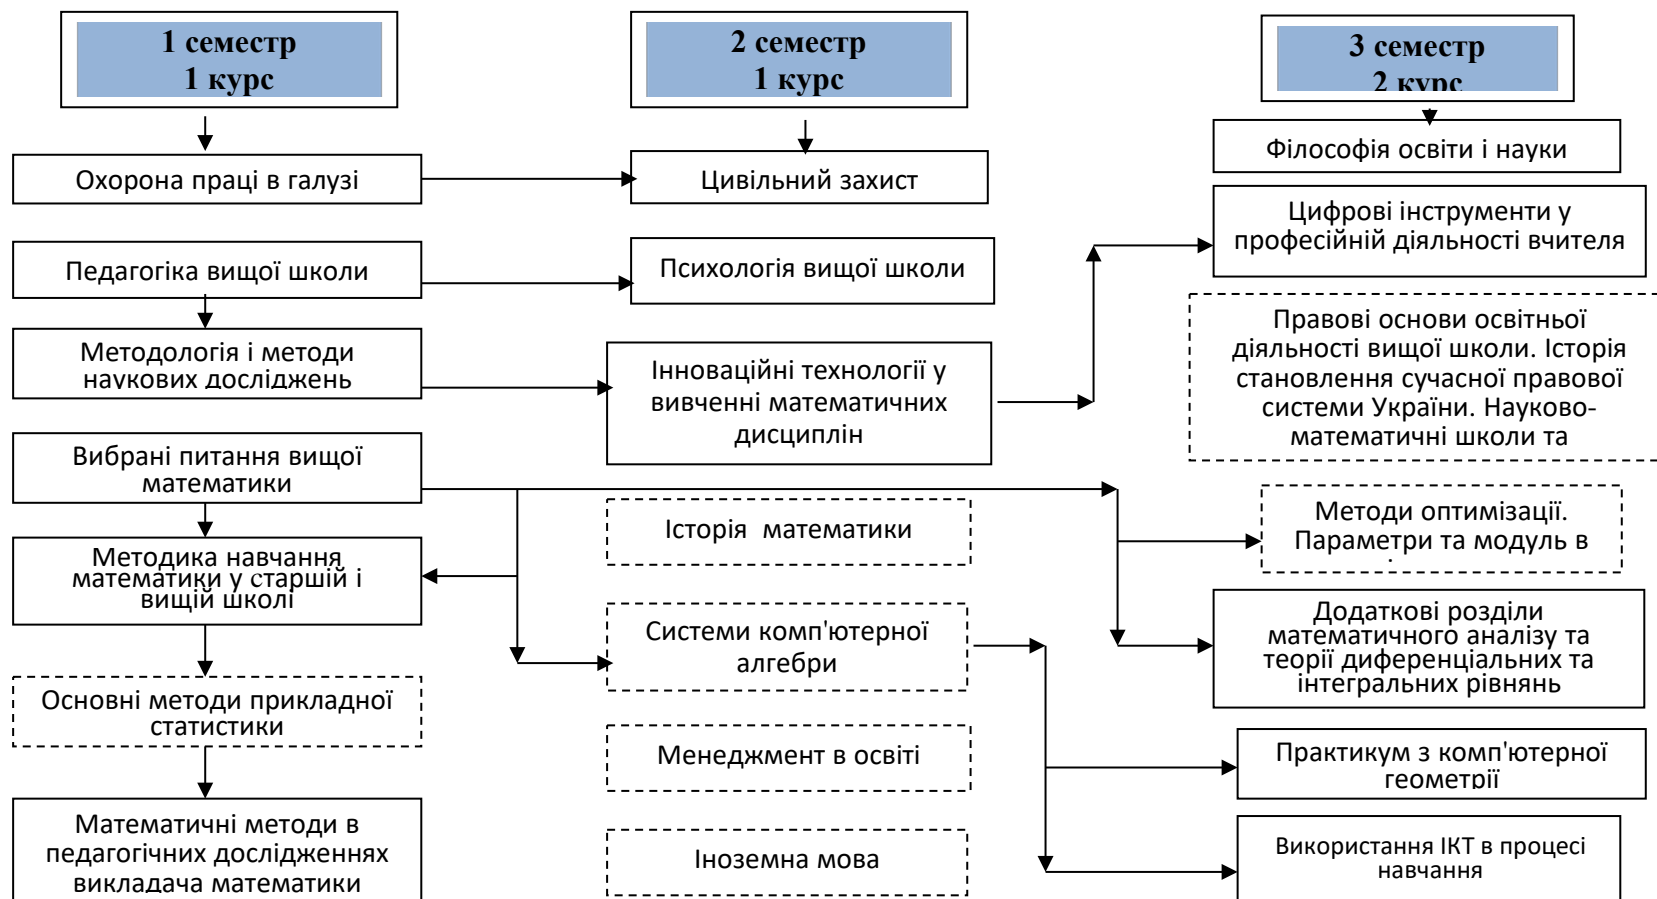 1 семестр
1 курс
Охорона праці в галузі
Педагогіка вищої школи
Методологія і методи
наукових досліджень
Вибрані питання вищої
математики
Методика навчання
математики у старшій і
вищій школі
Основні методи прикладної
статистики
Математичні методи в
педагогічних дослідженнях
викладача математики
2 семестр
1 курс
Цивільний захист
Психологія вищої школи
Інноваційні технології у
вивченні математичних
дисциплін
Історія математики
Системи комп'ютерної
алгебри
Менеджмент в освіті
Іноземна мова
3 семестр
2 курс
Філософія освіти і науки
Цифрові інструменти у
професійній діяльності вчителя
Правові основи освітньої
діяльності вищої школи. Історія
становлення сучасної правової
системи України. Науково-
математичні школи та
Методи оптимізації.
Параметри та модуль в
Додаткові розділи
математичного аналізу та
теорії диференціальних та
інтегральних рівнянь
Практикум з комп'ютерної
геометрії
Використання ІКТ в процесі
навчання